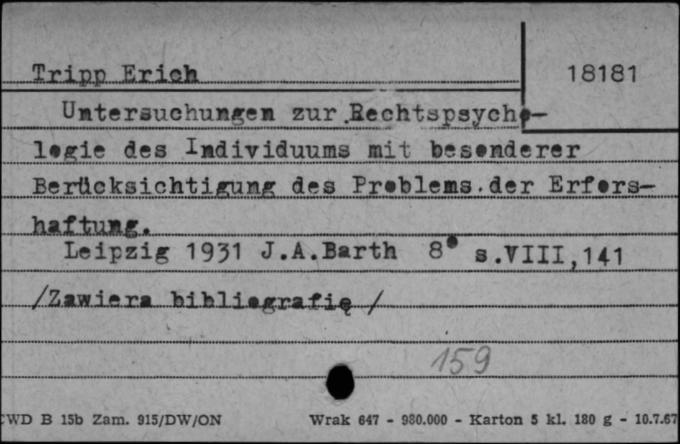 Tripp Erich
18181
Untersuchungen zur Rechtspsycho-
logie des Individuums mit besonderer
Berücksichtigung des Problems der Erfors-
haftung.
Leipzig 1931 J.A.Barth 8° s.VIII,141
/Zawiera bibliografię /
159
CWD B 15b Zam. 915/DW/ON Wrak 647 - 980.000 - Karton 5 kl. 180 g - 10.7.67